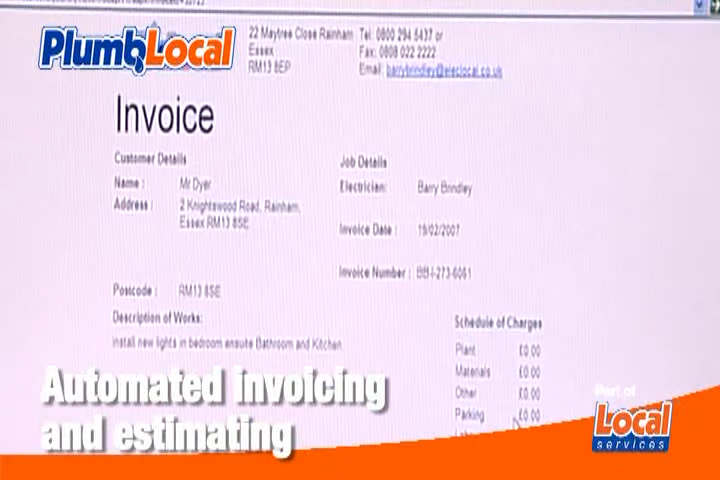 PlumbLocal
22 Maytree Close Rainham Tel: 0800 294 5437 or
Essex Fax: 0808 022 2222
RM13 8EP Email: barrybrindley@eleclocal.co.uk
Invoice
Customer Details Job Details
Name : Mr Dyer Electrician: Barry Brindley
Address : 2 Knightswood Road, Rainham,
Essex RM13 8SE
Invoice Date : 19/02/2007
Invoice Number :
Postcode : RM13 8SE
Description of Works: Schedule of Charges
install new lights in bedroom ensuite Bathroom and Kitchen.
Plant £0.00
Materials £0.00
Other £0.00
Parking £0.00
Automated invoicing
and estimating
Part of
Local
services